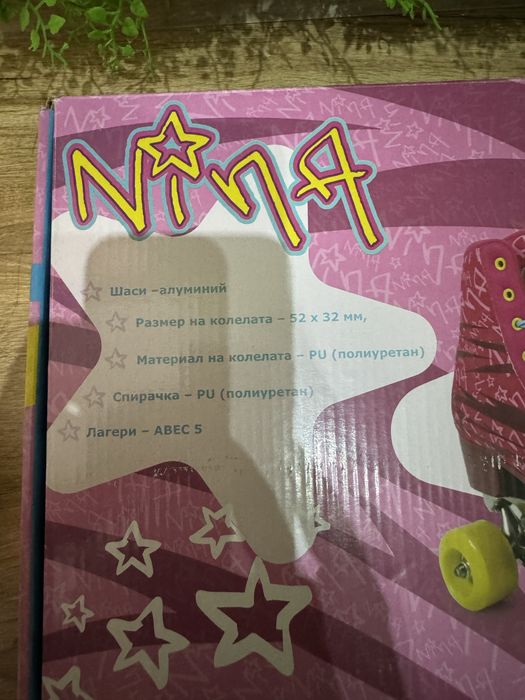 Nina
Шаси –алуминий
Размер на колелата – 52 x 32 мм,
Материал на колелата – PU (полиуретан)
Спирачка – PU (полиуретан)
Лагери – ABEC 5